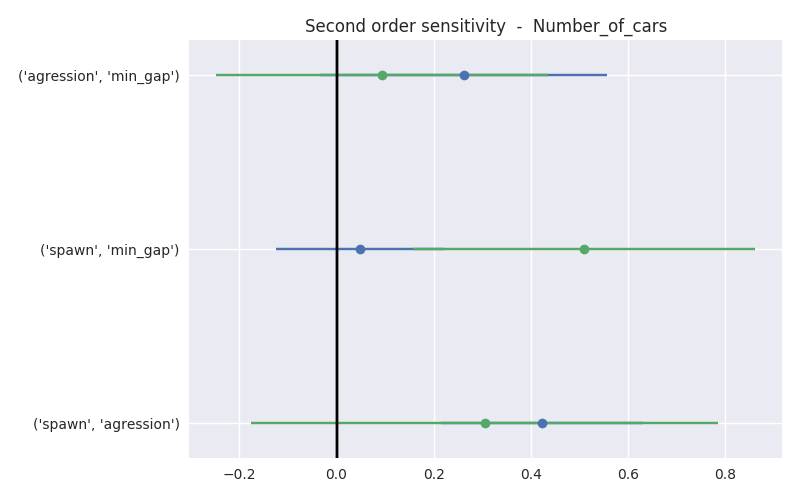 Second order sensitivity  -  Number_of_cars
('agression', 'min_gap')
('spawn', 'min_gap')
('spawn', 'agression')
−0.2 0.0 0.2 0.4 0.6 0.8